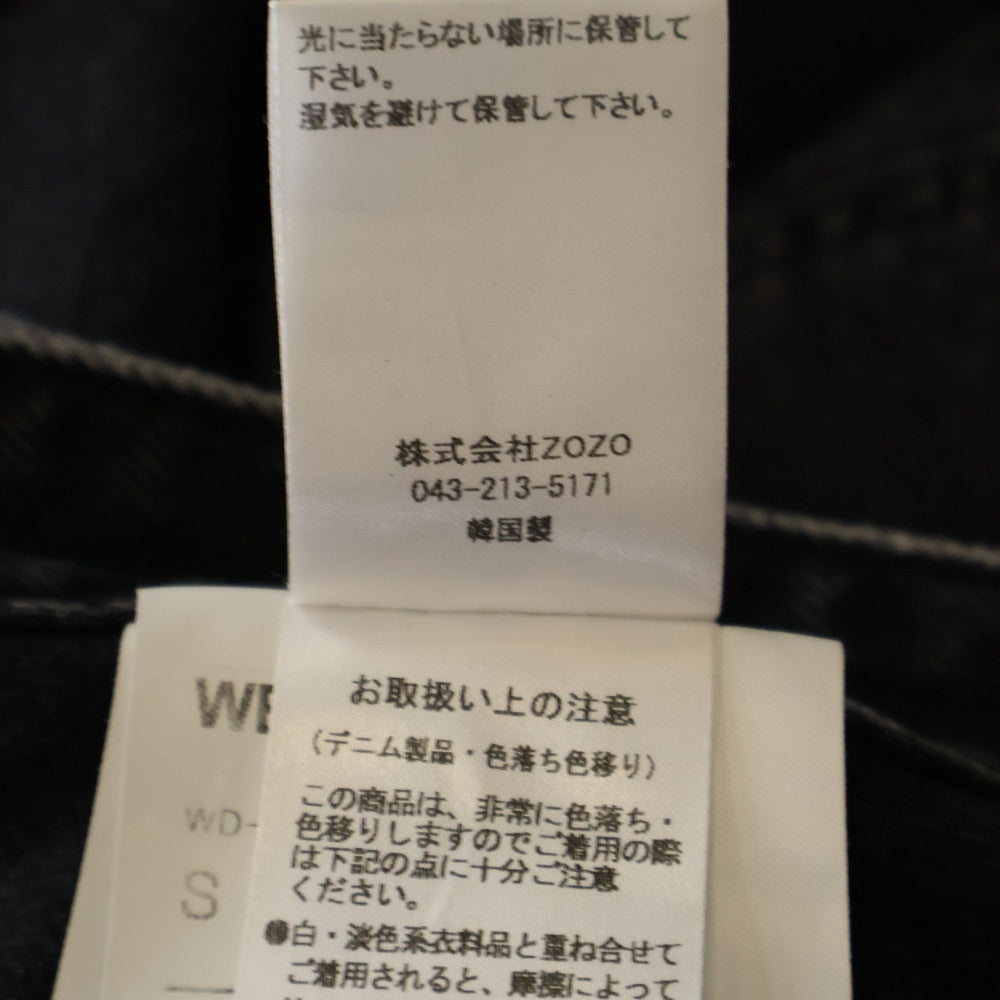 光に当たらない場所に保管して
下さい。
湿気を避けて保管して下さい。
株式会社ZOZO
043-213-5171
韓国製
お取扱い上の注意
(デニム製品・色落ち色移り)
この商品は、非常に色落ち・
色移りしますのでご着用の際
は下記の点に十分ご注意
ください。
●白・淡色系衣料品と重ね合せて
ご着用されると、摩擦によって
WE
WD-
S